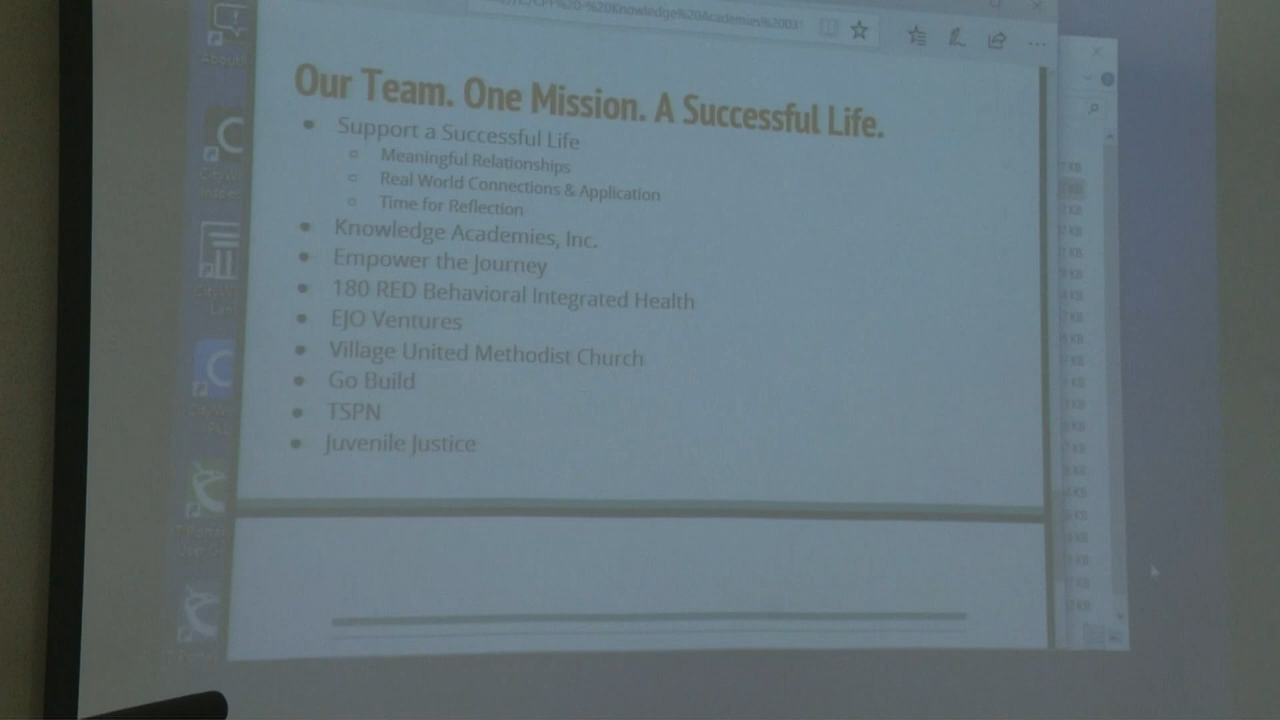 Our Team. One Mission. A Successful Life.
Support a Successful Life
Meaningful Relationships
Real World Connections & Application
Time for Reflection
Knowledge Academies, Inc.
Empower the Journey
180 RED Behavioral Integrated Health
EJO Ventures
Village United Methodist Church
Go Build
TSPN
Juvenile Justice